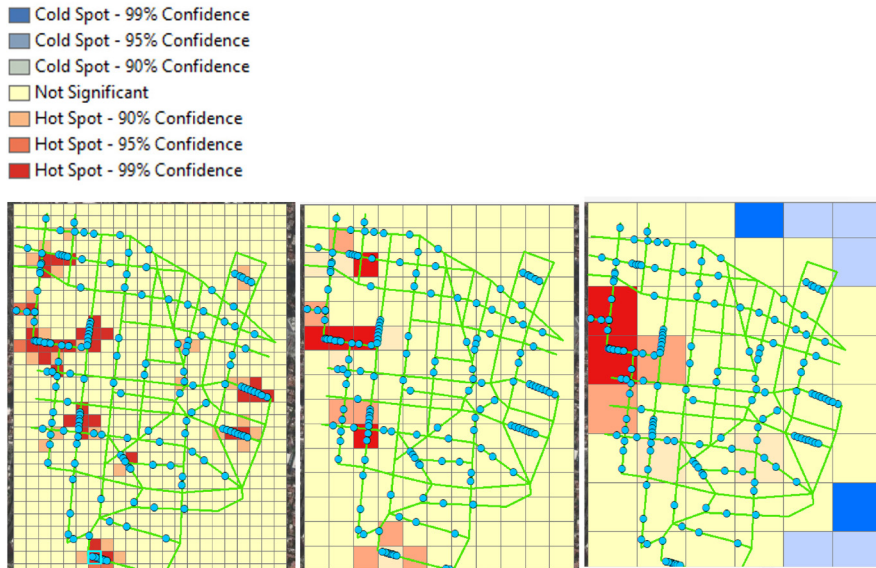 Cold Spot - 99% Confidence
Cold Spot - 95% Confidence
Cold Spot - 90% Confidence
Not Significant
Hot Spot - 90% Confidence
Hot Spot - 95% Confidence
Hot Spot - 99% Confidence